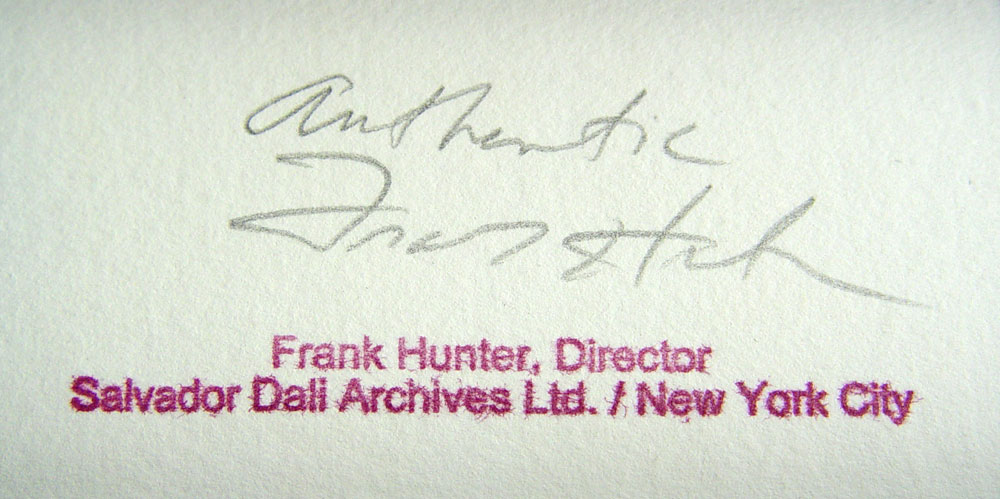 Authentic
Frank Hunter, Director
Salvador Dali Archives Ltd. / New York City